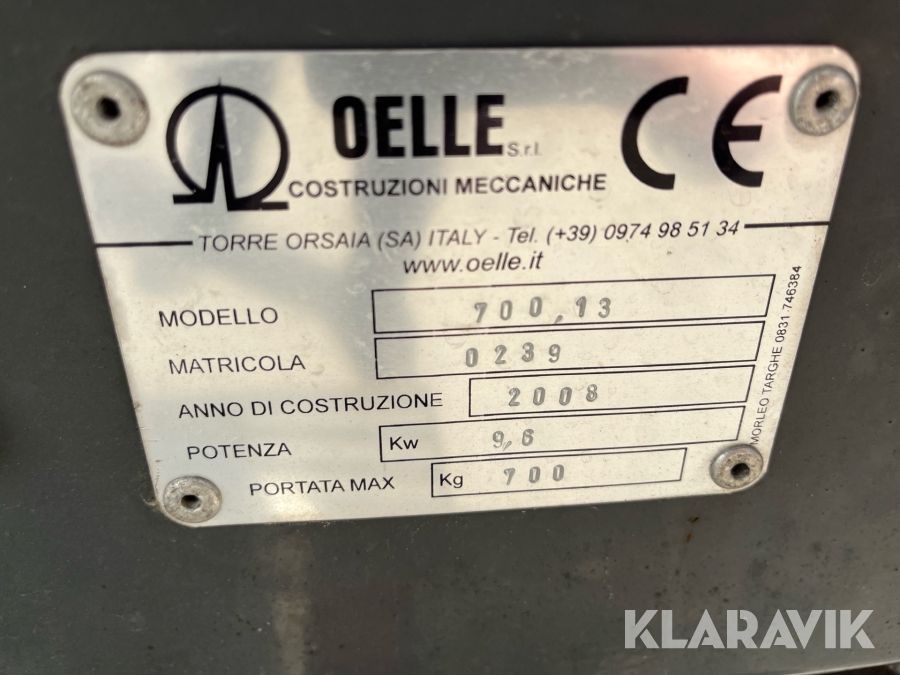 OELLE S.r.l.
CE
COSTRUZIONI MECCANICHE
TORRE ORSAIA (SA) ITALY - Tel. (+39) 0974 98 51 34
www.oelle.it
MODELLO 700,13
MATRICOLA 0239
ANNO DI COSTRUZIONE 2008
POTENZA Kw 9,6
PORTATA MAX Kg 700
MORLEO TARGHE 0831 746384
KLARAVIK